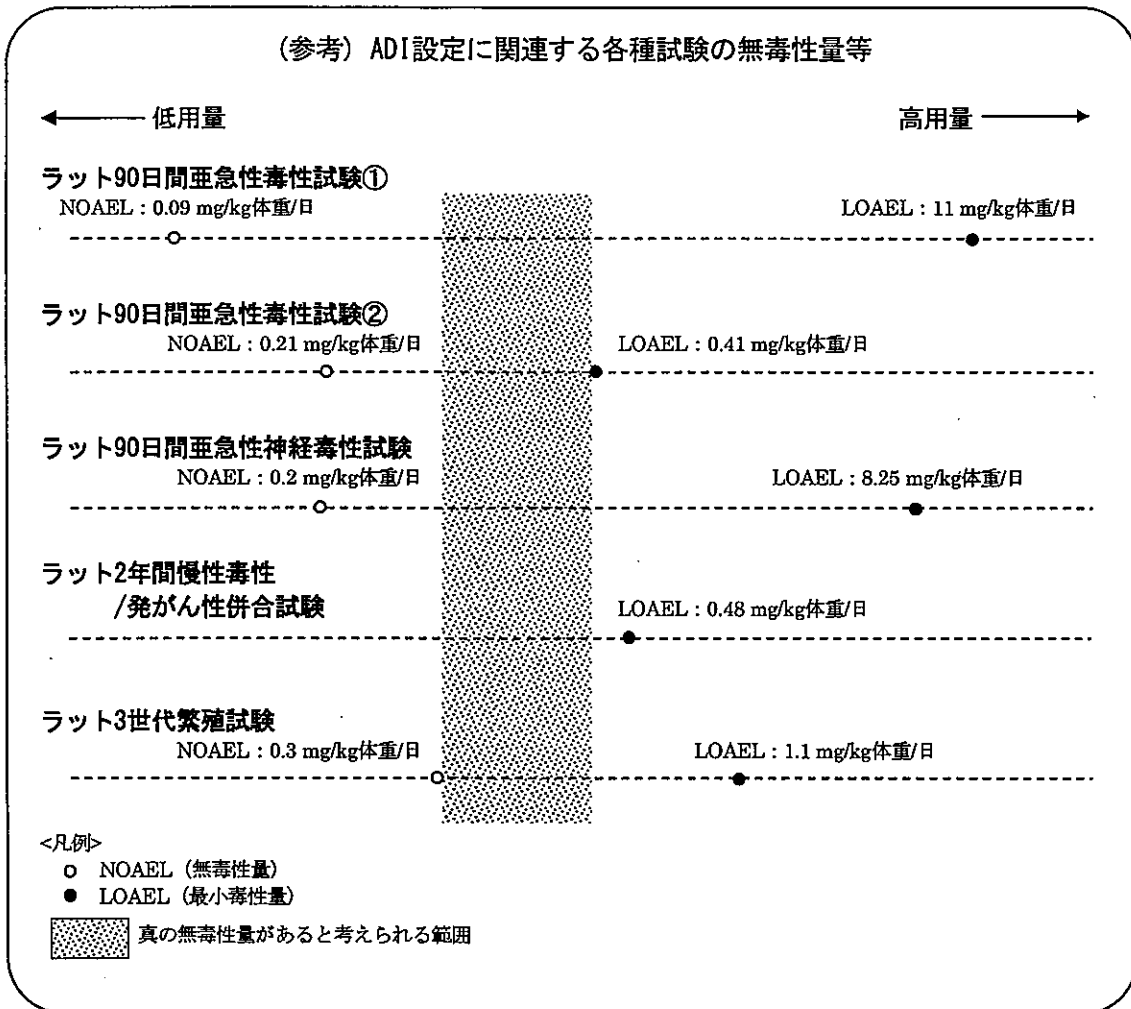 (参考) ADI設定に関連する各種試験の無毒性量等
低用量 高用量
ラット90日間亜急性毒性試験①
NOAEL：0.09 mg/kg体重/日 LOAEL：11 mg/kg体重/日
ラット90日間亜急性毒性試験②
NOAEL：0.21 mg/kg体重/日 LOAEL：0.41 mg/kg体重/日
ラット90日間亜急性神経毒性試験
NOAEL：0.2 mg/kg体重/日 LOAEL：8.25 mg/kg体重/日
ラット2年間慢性毒性
/発がん性併合試験
LOAEL：0.48 mg/kg体重/日
ラット3世代繁殖試験
NOAEL：0.3 mg/kg体重/日 LOAEL：1.1 mg/kg体重/日
<凡例>
NOAEL（無毒性量）
LOAEL（最小毒性量）
真の無毒性量があると考えられる範囲